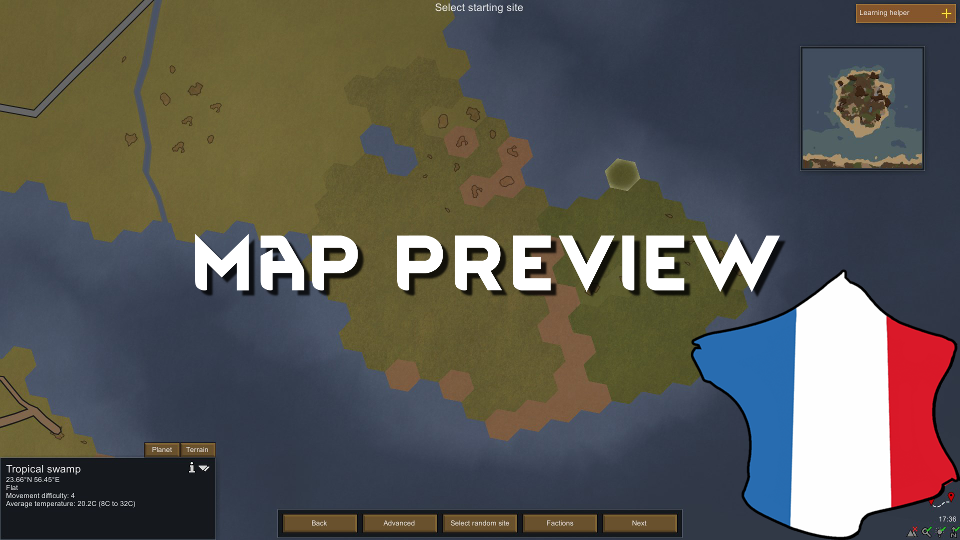 Select starting site
Learning helper
MAP PREVIEW
Planet
Terrain
Tropical swamp
23.66°N 56.45°E
Flat
Movement difficulty: 4
Average temperature: 20.2C (8C to 32C)
Back
Advanced
Select random site
Factions
Next
17:36